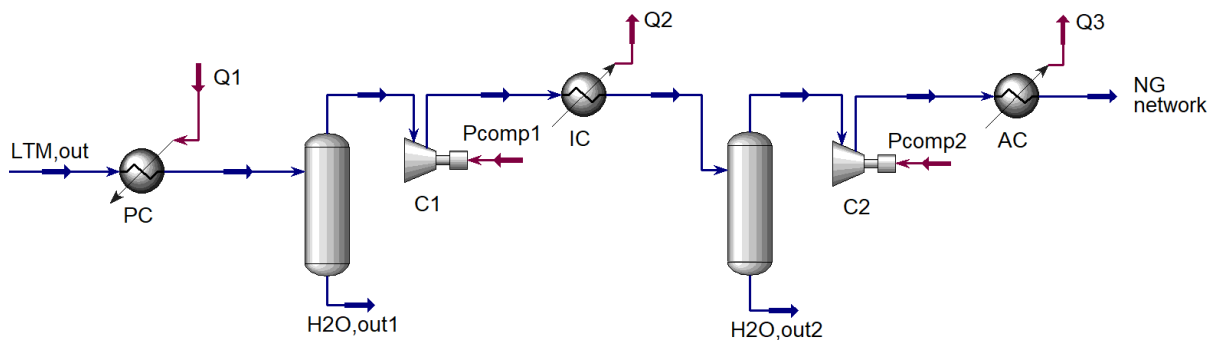 Q1
Q2
Q3
LTM,out
PC
Pcomp1
IC
C1
Pcomp2
AC
C2
NG
network
H2O,out1
H2O,out2